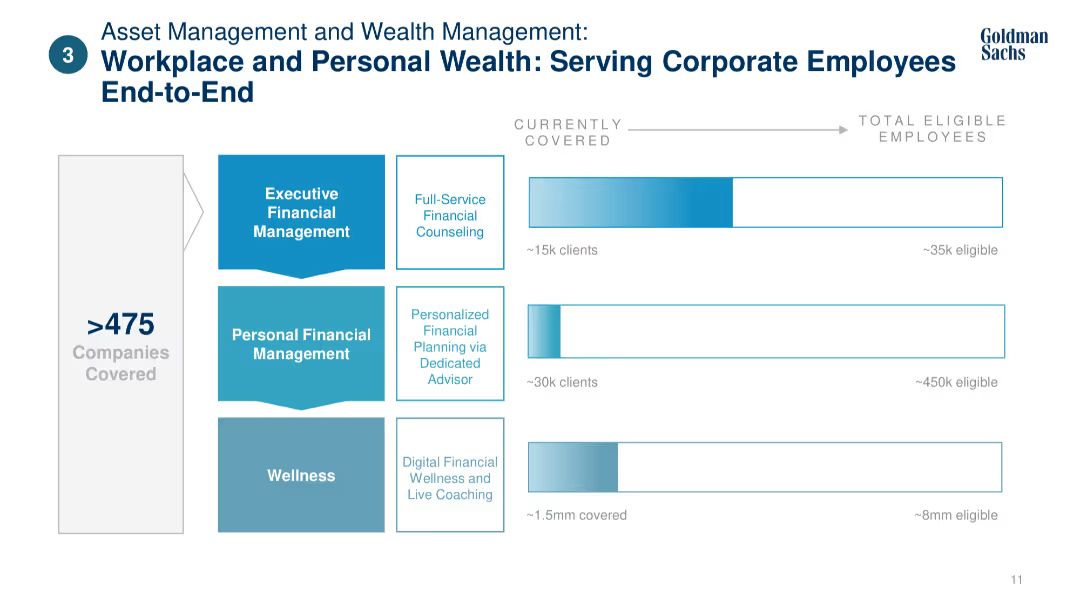 3
Asset Management and Wealth Management:
Workplace and Personal Wealth: Serving Corporate Employees
End-to-End
Goldman
Sachs
CURRENTLY
COVERED
TOTAL ELIGIBLE
EMPLOYEES
>475
Companies
Covered
Executive
Financial
Management
Full-Service
Financial
Counseling
~15k clients
~35k eligible
Personal Financial
Management
Personalized
Financial
Planning via
Dedicated
Advisor
~30k clients
~450k eligible
Wellness
Digital Financial
Wellness and
Live Coaching
~1.5mm covered
~8mm eligible
11